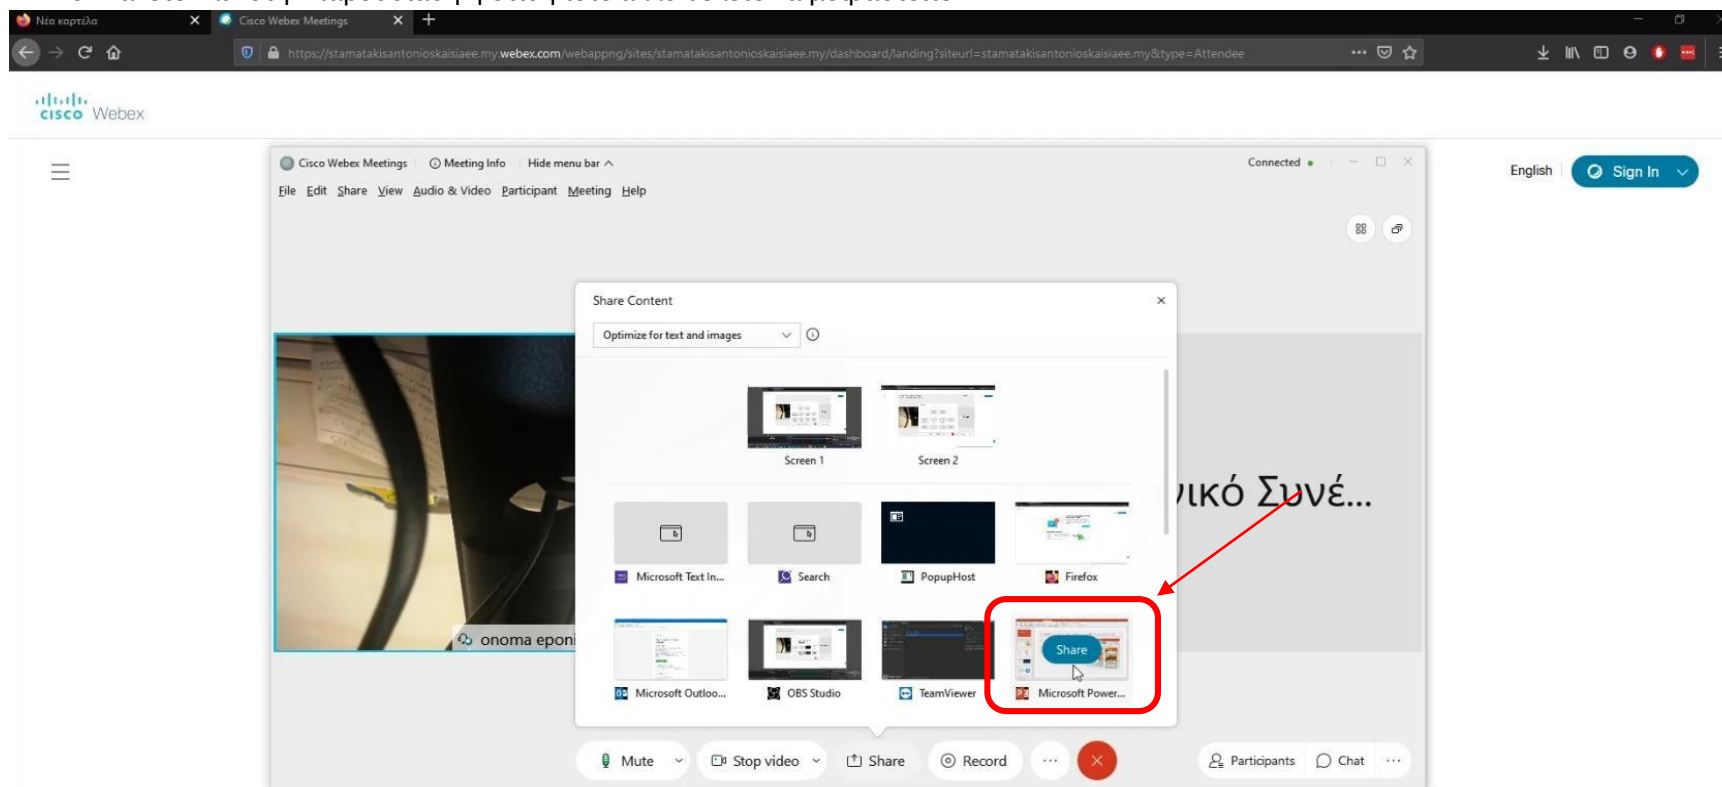 Νέα καρτέλα
Cisco Webex Meetings
https://stamatakisantonioskaisiaee.my.webex.com/webappng/sites/stamatakisantonioskaisiaee.my/dashboard/landing?siteurl=stamatakisantonioskaisiaee.my&type=Attendee
cisco Webex
Cisco Webex Meetings Meeting Info Hide menu bar
Connected
English
Sign In
File Edit Share View Audio & Video Participant Meeting Help
Share Content
Optimize for text and images
Screen 1
Screen 2
νικό Συνέ...
Microsoft Text In...
Search
PopupHost
Firefox
onoma eponi
Share
Microsoft Outloo...
OBS Studio
TeamViewer
Microsoft Power...
Mute
Stop video
Share
Record
Participants
Chat